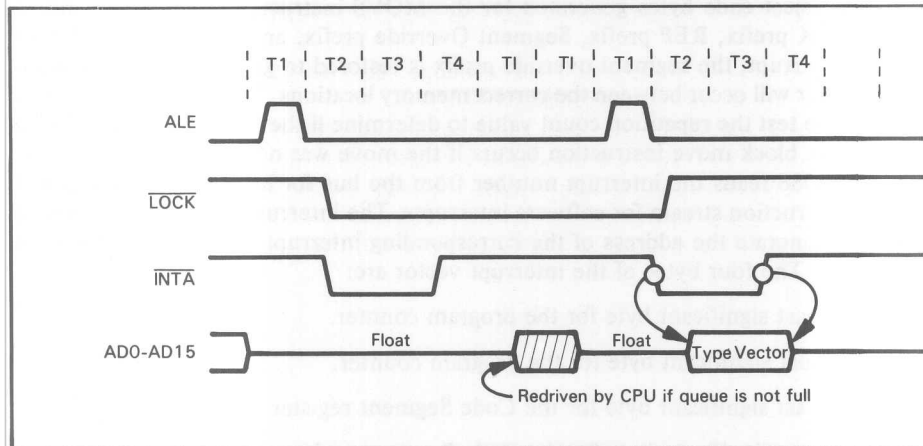 T1 T2 T3 T4 TI TI T1 T2 T3 T4
ALE
LOCK
INTA
AD0-AD15
Float
Float
Type Vector
Redriven by CPU if queue is not full